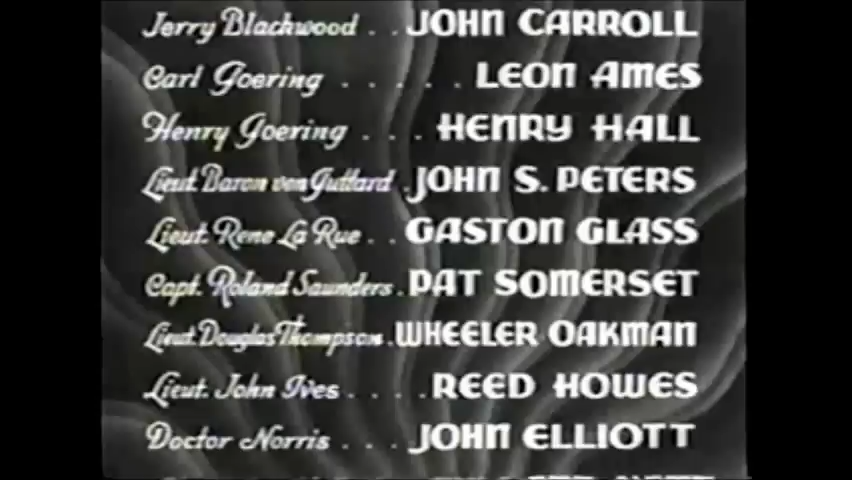 Jerry Blackwood . . JOHN CARROLL
Carl Goering . . . . . LEON AMES
Henry Goering . . . HENRY HALL
Lieut. Baron von Guttard . JOHN S. PETERS
Lieut. Rene La Rue . . GASTON GLASS
Capt. Roland Saunders . PAT SOMERSET
Lieut. Douglas Thompson . WHEELER OAKMAN
Lieut. John Ives . . . . REED HOWES
Doctor Norris . . . . JOHN ELLIOTT